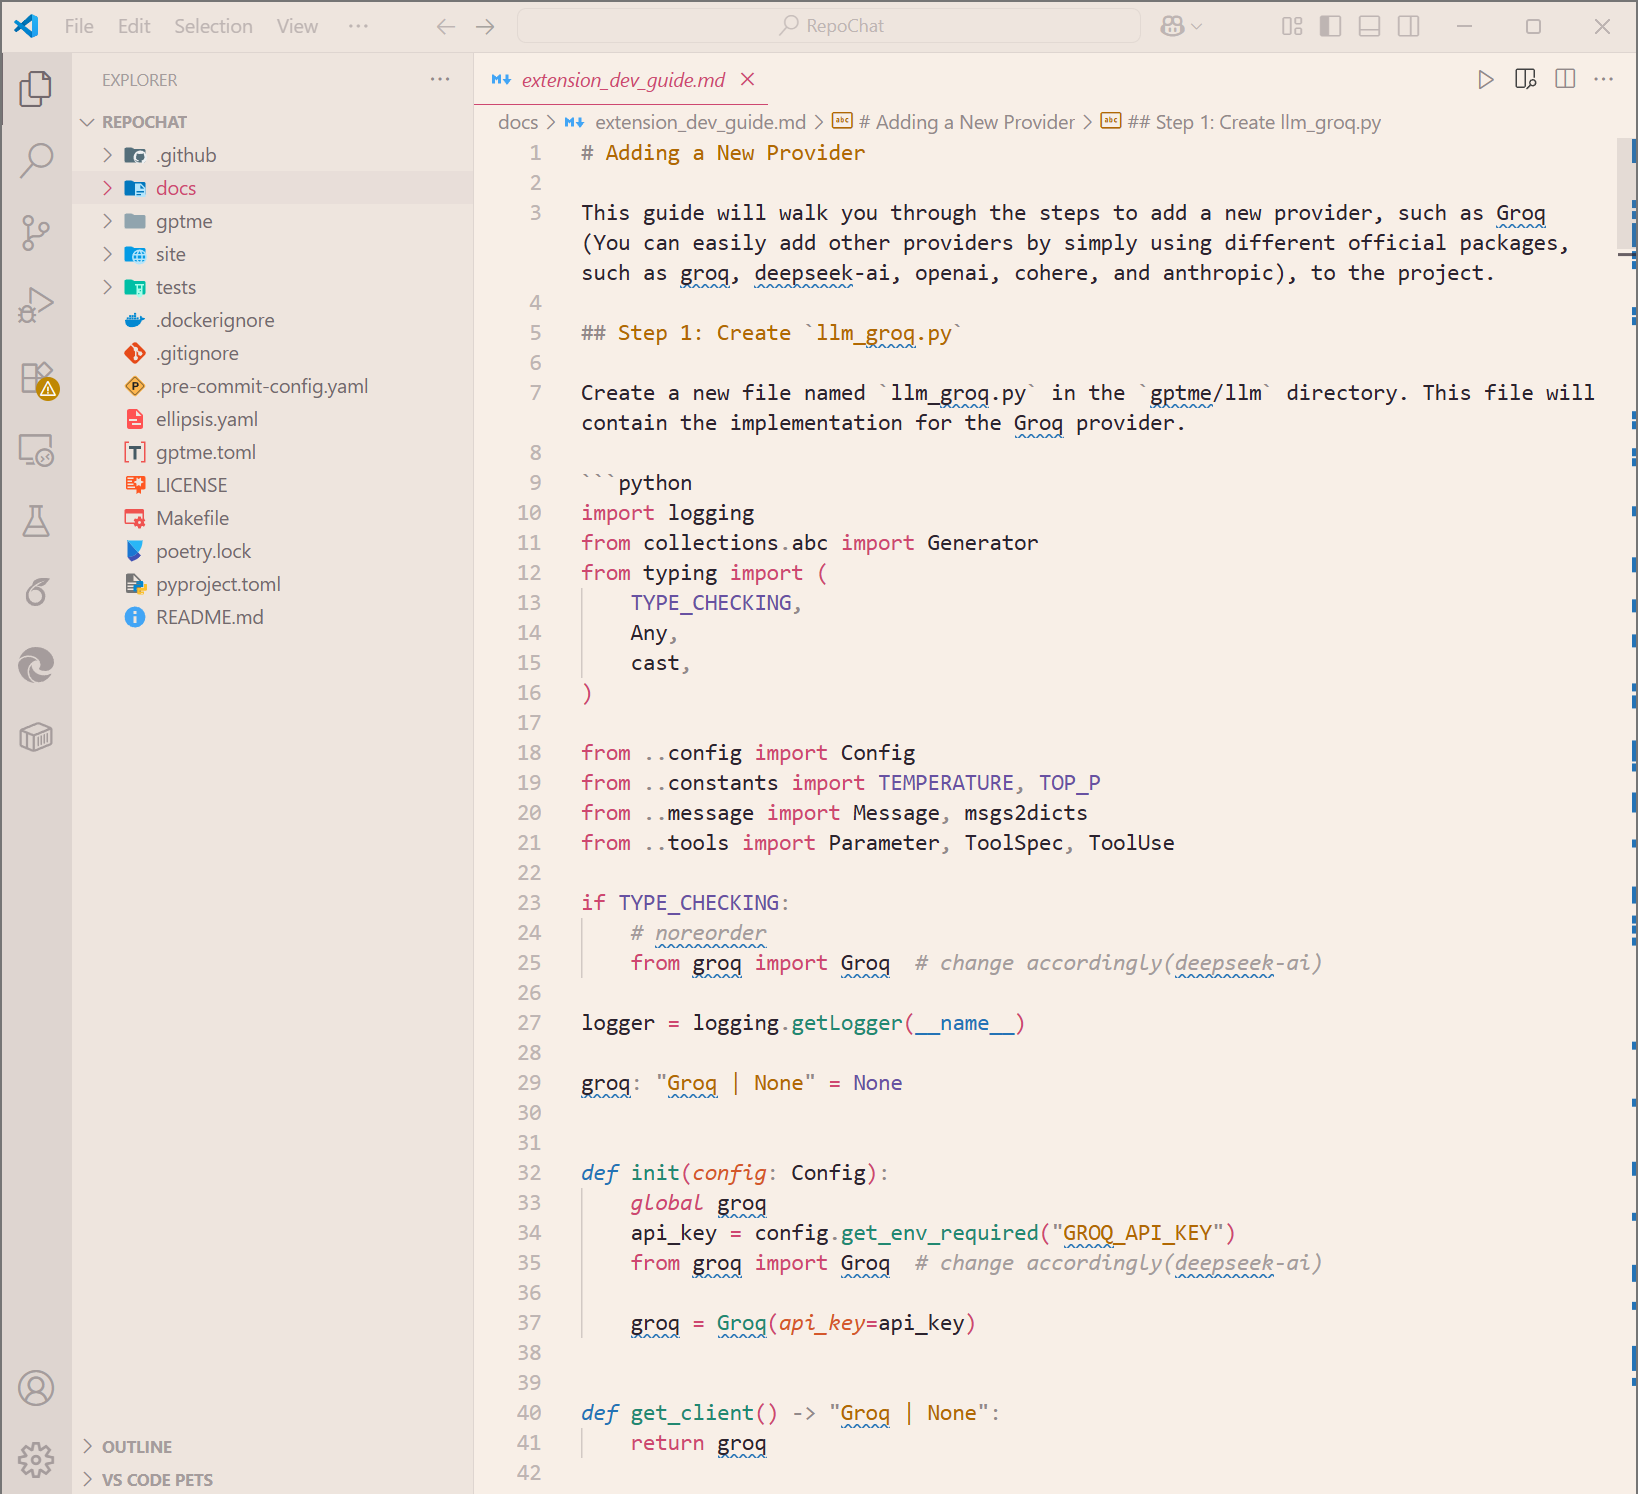 File Edit Selection View ··· RepoChat
EXPLORER ···
REPOCHAT
.github
docs
gptme
site
tests
.dockerignore
.gitignore
.pre-commit-config.yaml
ellipsis.yaml
gptme.toml
LICENSE
Makefile
poetry.lock
pyproject.toml
README.md
OUTLINE
VS CODE PETS
extension_dev_guide.md
docs > extension_dev_guide.md > # Adding a New Provider > ## Step 1: Create llm_groq.py
1 # Adding a New Provider
2
3 This guide will walk you through the steps to add a new provider, such as Groq
(You can easily add other providers by simply using different official packages,
such as groq, deepseek-ai, openai, cohere, and anthropic), to the project.
4
5 ## Step 1: Create `llm_groq.py`
6
7 Create a new file named `llm_groq.py` in the `gptme/llm` directory. This file will
contain the implementation for the Groq provider.
8
9 ```python
10 import logging
11 from collections.abc import Generator
12 from typing import (
13     TYPE_CHECKING,
14     Any,
15     cast,
16 )
17
18 from ..config import Config
19 from ..constants import TEMPERATURE, TOP_P
20 from ..message import Message, msgs2dicts
21 from ..tools import Parameter, ToolSpec, ToolUse
22
23 if TYPE_CHECKING:
24     # noreorder
25     from groq import Groq  # change accordingly(deepseek-ai)
26
27 logger = logging.getLogger(__name__)
28
29 groq: "Groq | None" = None
30
31
32 def init(config: Config):
33     global groq
34     api_key = config.get_env_required("GROQ_API_KEY")
35     from groq import Groq  # change accordingly(deepseek-ai)
36
37     groq = Groq(api_key=api_key)
38
39
40 def get_client() -> "Groq | None":
41     return groq
42